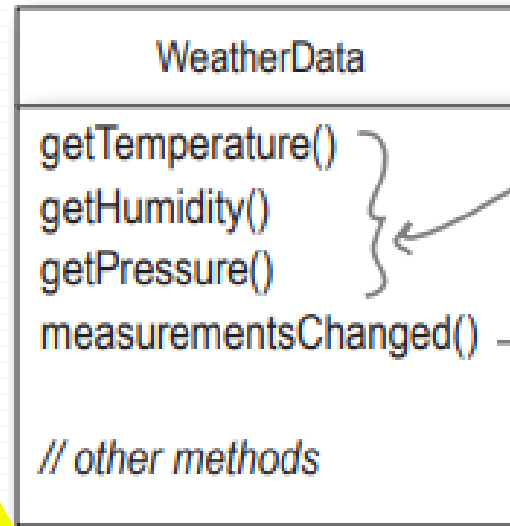 WeatherData
getTemperature()
getHumidity()
getPressure()
measurementsChanged()
// other methods